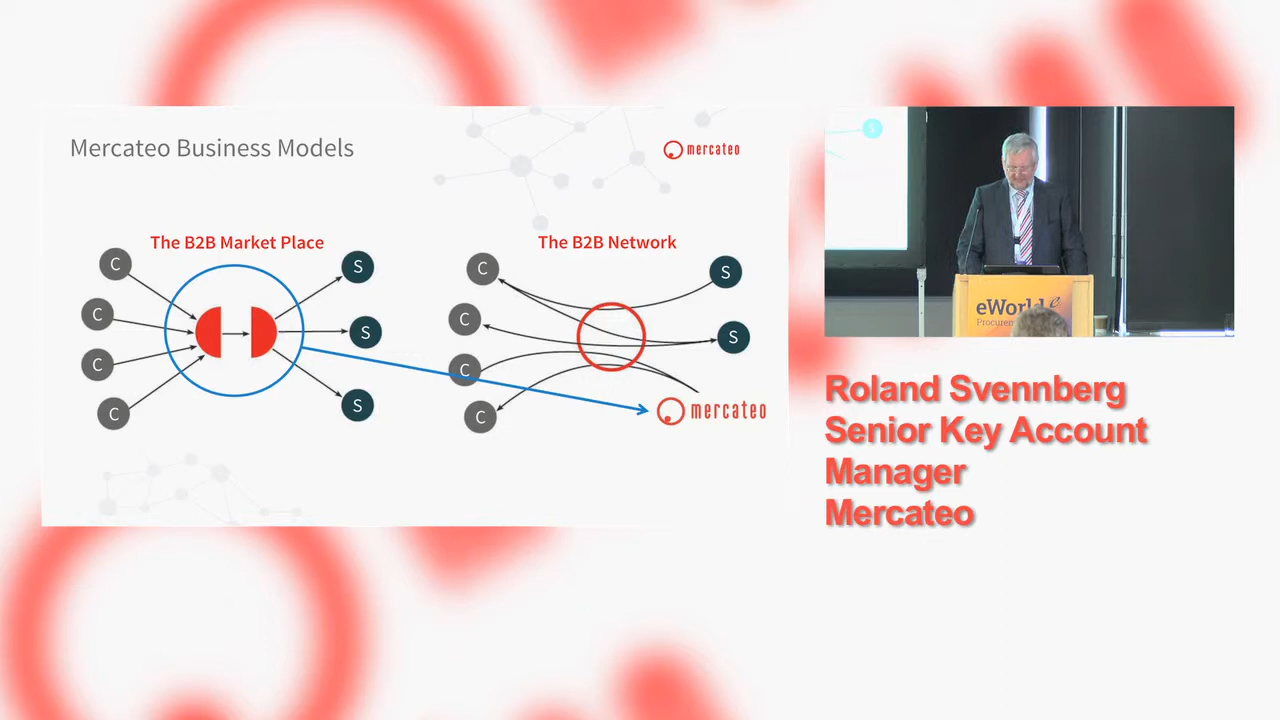 Mercateo Business Models
mercateo
The B2B Market Place
C
C
C
C
S
S
S
The B2B Network
C
C
C
C
S
S
mercateo
S
eWorld
Roland Svennberg
Senior Key Account
Manager
Mercateo